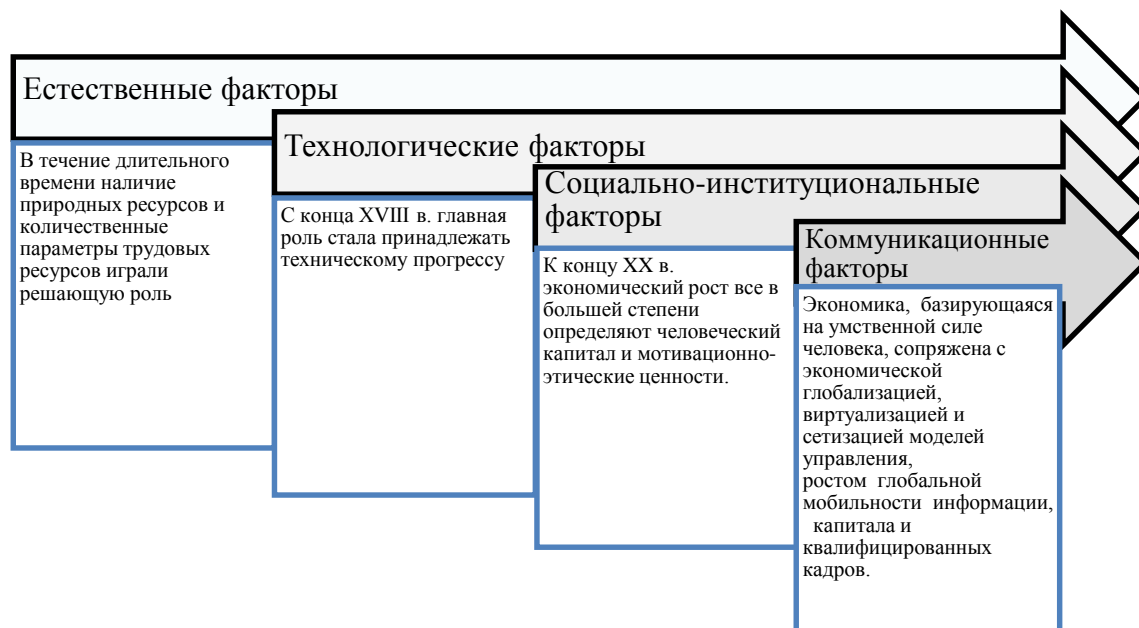 Естественные факторы
В течение длительного
времени наличие
природных ресурсов и
количественные
параметры трудовых
ресурсов играли
решающую роль
Технологические факторы
С конца XVIII в. главная
роль стала принадлежать
техническому прогрессу
Социально-институциональные
факторы
К концу XX в.
экономический рост все в
большей степени
определяют человеческий
капитал и мотивационно-
этические ценности.
Коммуникационные
факторы
Экономика, базирующаяся
на умственной силе
человека, сопряжена с
экономической
глобализацией,
виртуализацией и
сетизацией моделей
управления,
ростом глобальной
мобильности информации,
капитала и
квалифицированных
кадров.